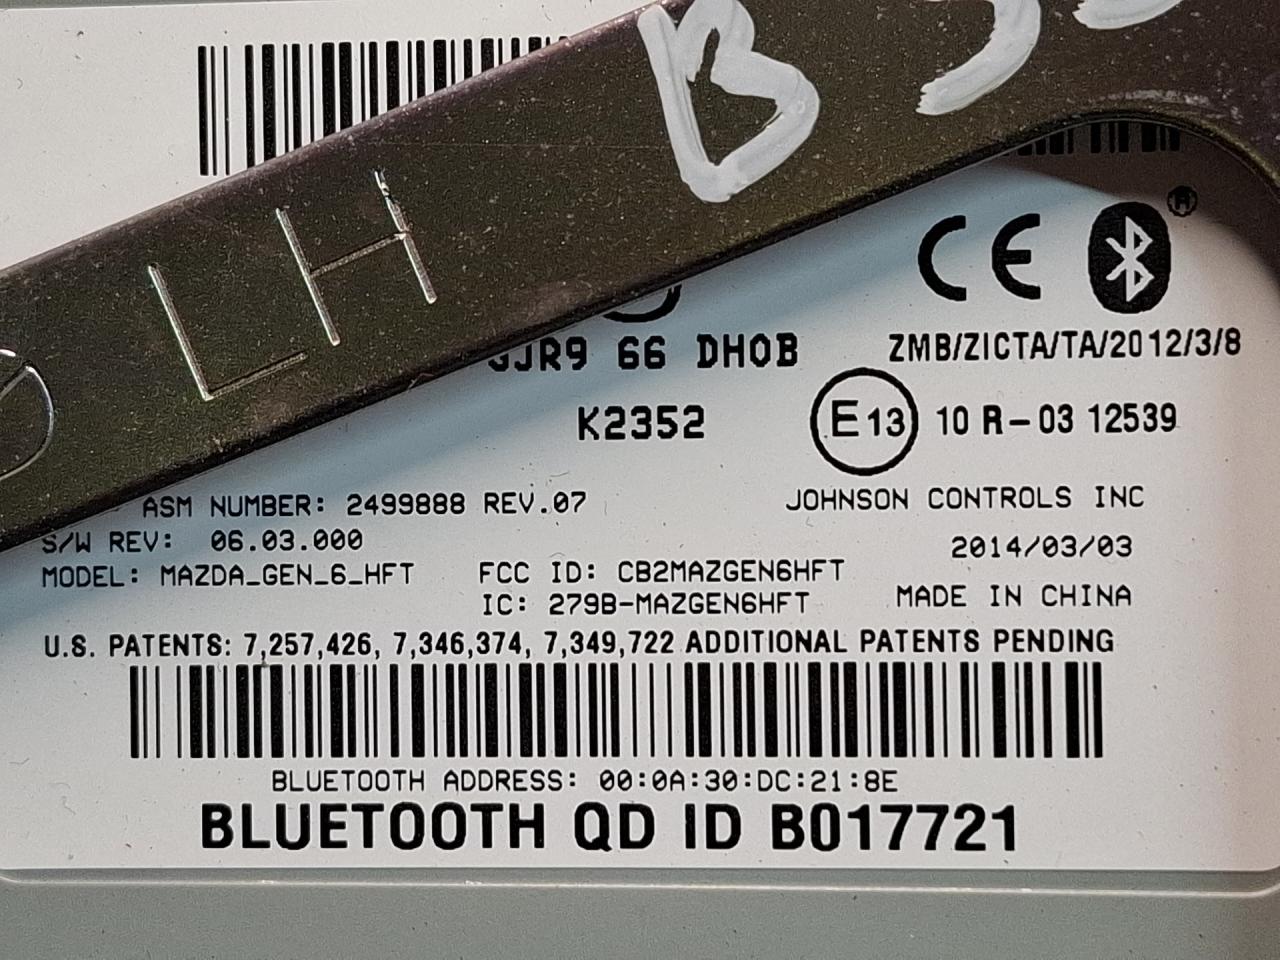 B
LH
CE
GJR9 66 DH0B
ZMB/ZICTA/TA/2012/3/8
K2352
E13 10 R-03 12539
ASM NUMBER: 2499888 REV.07
JOHNSON CONTROLS INC
S/W REV: 06.03.000
2014/03/03
MODEL: MAZDA_GEN_6_HFT
FCC ID: CB2MAZGEN6HFT
IC: 279B-MAZGEN6HFT
MADE IN CHINA
U.S. PATENTS: 7,257,426, 7,346,374, 7,349,722 ADDITIONAL PATENTS PENDING
BLUETOOTH ADDRESS: 00:0A:30:DC:21:8E
BLUETOOTH QD ID B017721